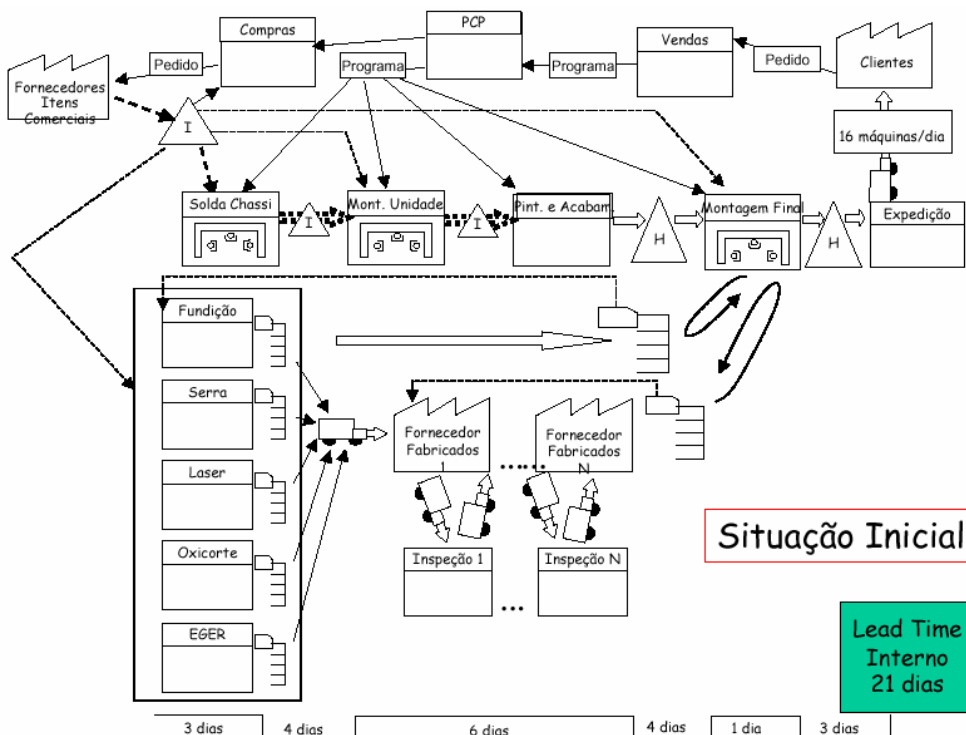 Compras
PCP
Vendas
Pedido
Programa
Programa
Pedido
Fornecedores
Itens
Comerciais
Clientes
I
16 máquinas/dia
Solda Chassi
I
Mont. Unidade
I
Pint. e Acabam.
H
Montagem Final
H
Expedição
Fundição
Serra
Laser
Oxicorte
EGER
Fornecedor
Fabricados
1
......
Fornecedor
Fabricados
N
Inspeção 1
...
Inspeção N
Situação Inicial
Lead Time
Interno
21 dias
3 dias
4 dias
6 dias
4 dias
1 dia
3 dias